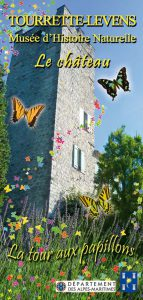 TOURRETTE-LEVENS
Musée d'Histoire Naturelle
Le château
La tour aux papillons
DÉPARTEMENT
DES ALPES-MARITIMES